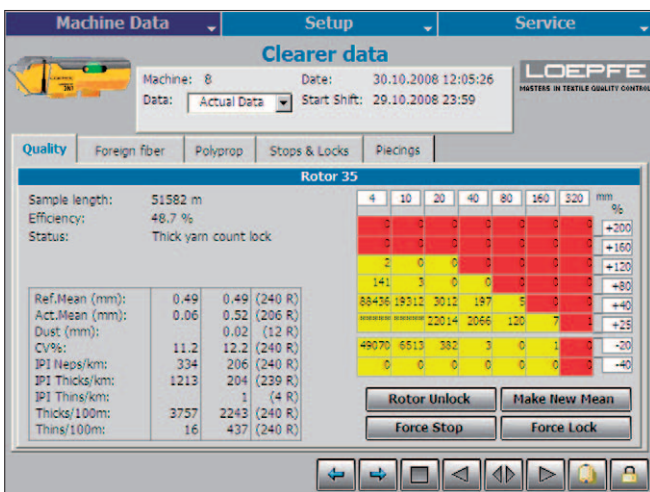 Machine Data Setup Service
Clearer data
Machine: 8 Date: 30.10.2008 12:05:26
Data: Actual Data Start Shift: 29.10.2008 23:59
LOEPFE
MASTERS IN TEXTILE QUALITY CONTROL
Quality Foreign fiber Polyprop Stops & Locks Piecings
Rotor 35
Sample length: 51582 m
Efficiency: 48.7 %
Status: Thick yarn count lock
4 10 20 40 80 160 320 mm
%
0 0 0 0 0 0 0 +200
0 0 0 0 0 0 0 +160
2 0 0 0 0 0 0 +120
141 3 0 0 0 0 0 +80
88436 19312 3012 197 5 0 0 +40
##### ##### 22014 2066 120 7 1 +25
49070 6513 382 3 0 1 0 -20
0 0 0 0 0 0 0 -40
Ref.Mean (mm): 0.49 0.49 (240 R)
Act.Mean (mm): 0.06 0.52 (206 R)
Dust (mm): 0.02 (12 R)
CV%: 11.2 12.2 (240 R)
IPI Neps/km: 334 206 (240 R)
IPI Thicks/km: 1213 204 (239 R)
IPI Thins/km: 1 (4 R)
Thicks/100m: 3757 2243 (240 R)
Thins/100m: 16 437 (240 R)
Rotor Unlock Make New Mean
Force Stop Force Lock